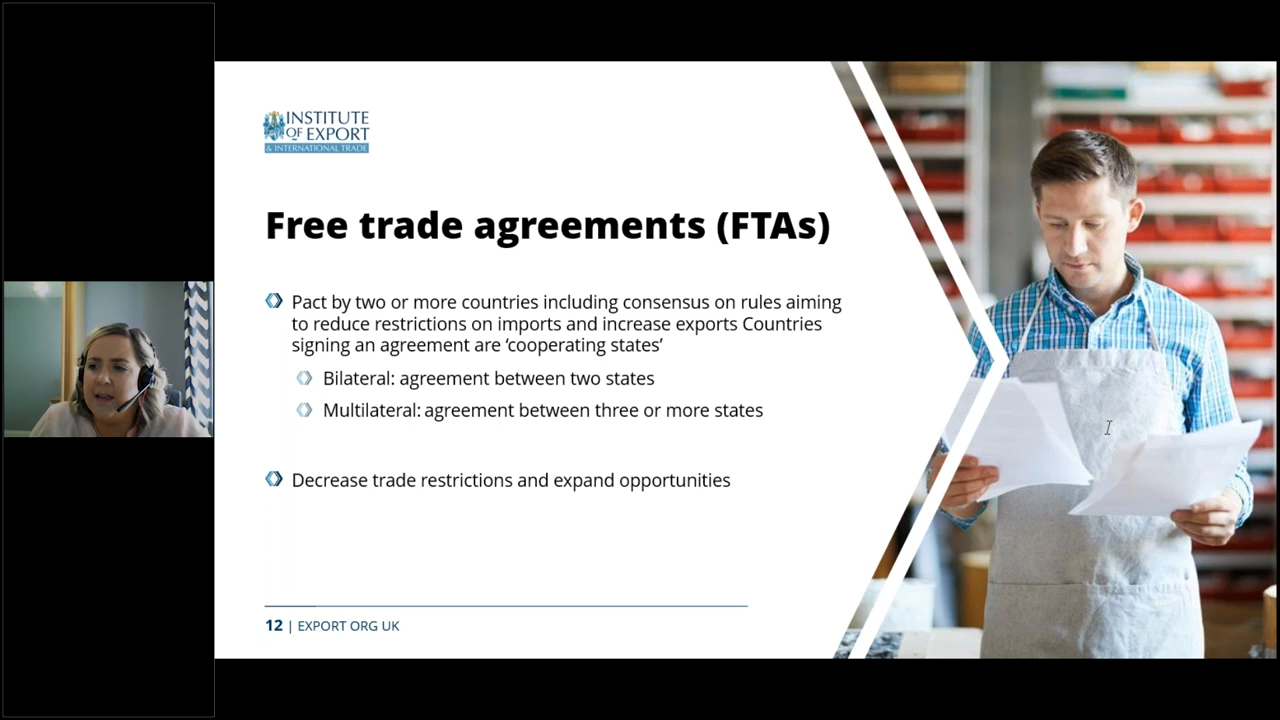 INSTITUTE
OF EXPORT
& INTERNATIONAL TRADE
Free trade agreements (FTAs)
Pact by two or more countries including consensus on rules aiming
to reduce restrictions on imports and increase exports Countries
signing an agreement are ‘cooperating states’
Bilateral: agreement between two states
Multilateral: agreement between three or more states
Decrease trade restrictions and expand opportunities
12 | EXPORT ORG UK